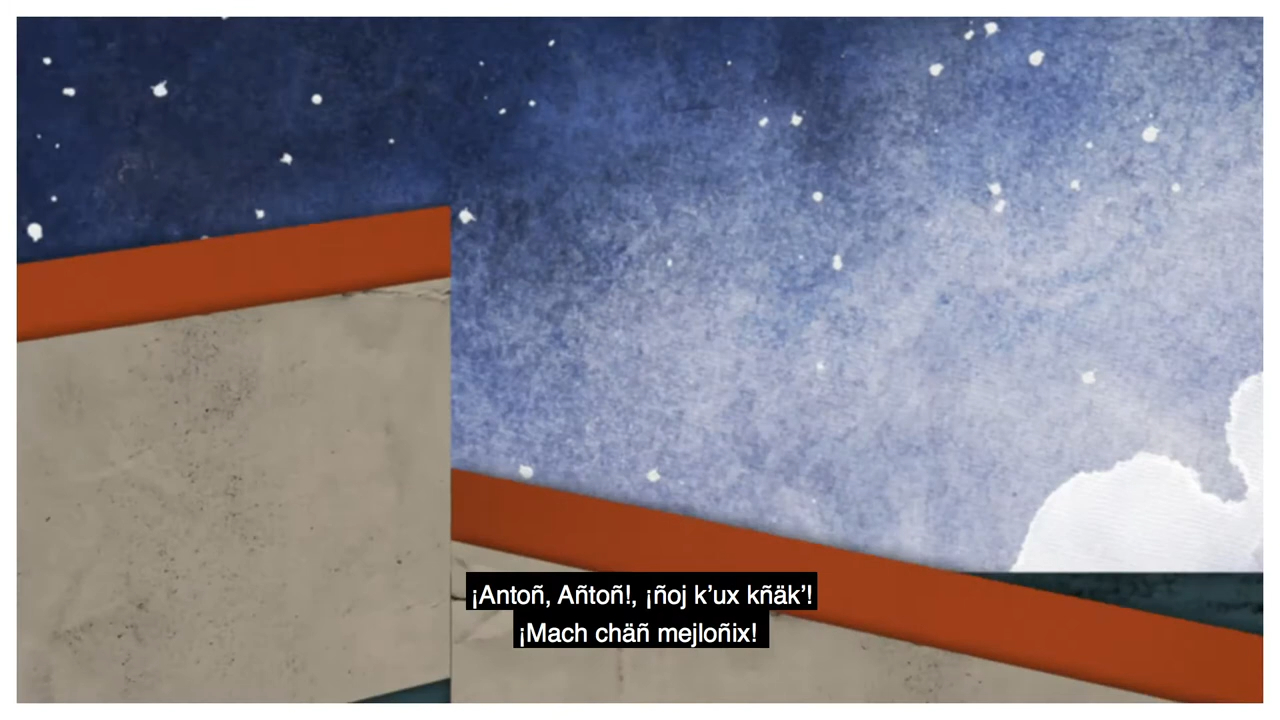 ¡Antoñ, Añtoñ!, ¡ñoj k’ux kñäk’!
¡Mach chäñ mejloñix!